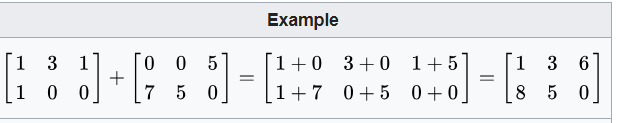 Example
[1 3 1] + [0 0 5] = [1+0 3+0 1+5] = [1 3 6]
[1 0 0] [7 5 0] [1+7 0+5 0+0] [8 5 0]